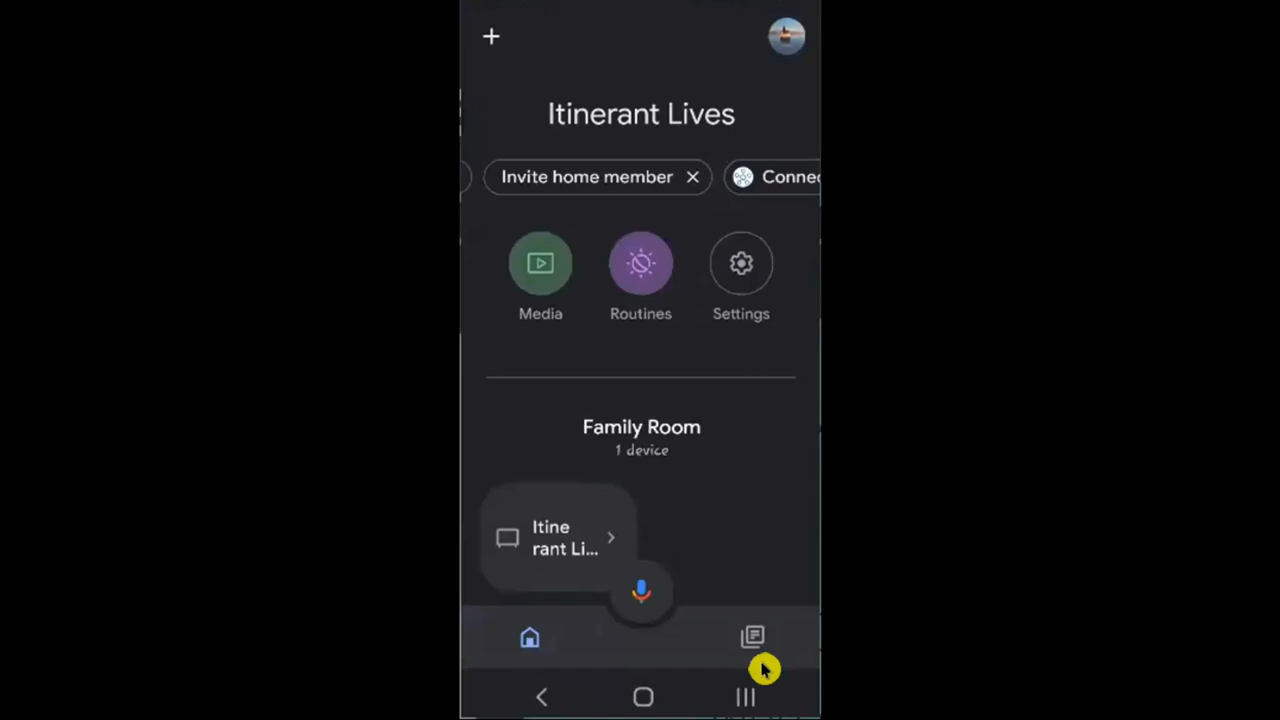 Itinerant Lives
Invite home member
Connec
Media
Routines
Settings
Family Room
1 device
Itine
rant Li...